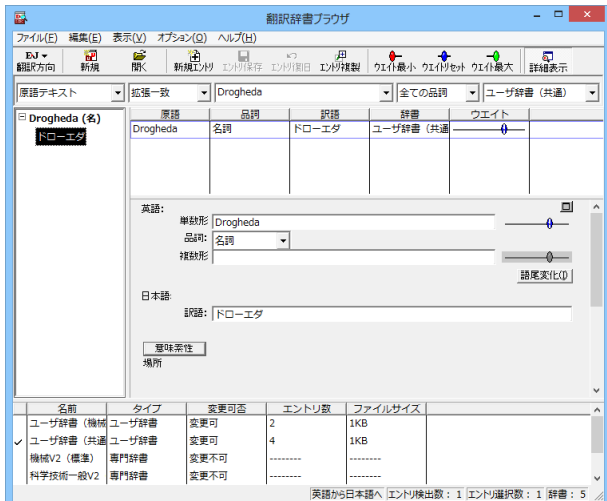 翻訳辞書ブラウザ
ファイル(F) 編集(E) 表示(V) オプション(O) ヘルプ(H)
EJ
翻訳方向 新規 開く 新規エントリ エントリ保存 エントリ復旧 エントリ複製 ウエイト最小 ウエイトリセット ウエイト最大 詳細表示
原語テキスト 拡張一致 Drogheda 全ての品詞 ユーザ辞書（共通）
Drogheda (名)
ドローエダ
原語 品詞 訳語 辞書 ウエイト
Drogheda 名詞 ドローエダ ユーザ辞書（共通
英語:
単数形 Drogheda
品詞: 名詞
複数形
語尾変化(I)
日本語:
訳語: ドローエダ
意味素性
場所
名前 タイプ 変更可否 エントリ数 ファイルサイズ
ユーザ辞書（機械 ユーザ辞書 変更可 2 1KB
ユーザ辞書（共通 ユーザ辞書 変更可 4 1KB
機械V2（標準） 専門辞書 変更不可 -------- --------
科学技術一般V2 専門辞書 変更不可 -------- --------
英語から日本語へ エントリ検出数： 1 エントリ選択数： 1 辞書： 5